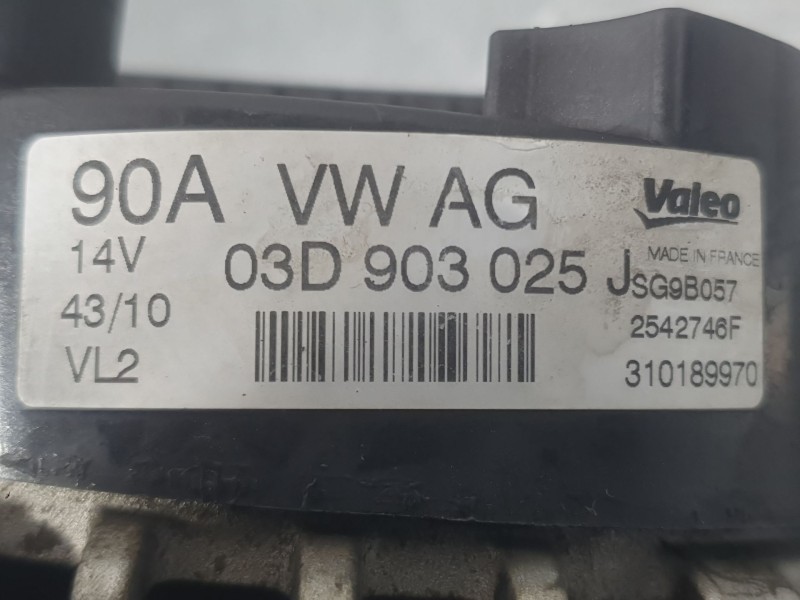 90A VW AG Valeo
14V 03D 903 025 J MADE IN FRANCE
SG9B057
43/10 2542746F
VL2 310189970